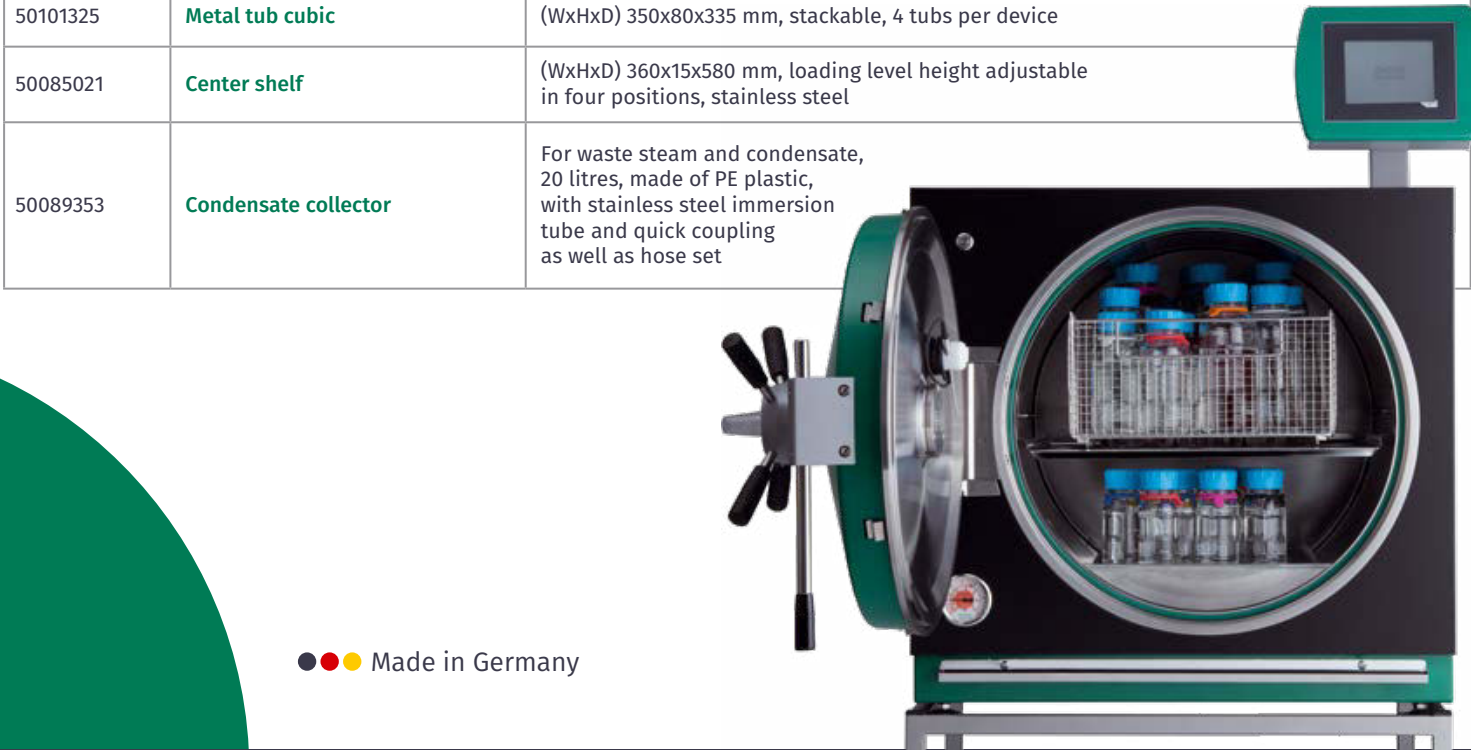 50101325
Metal tub cubic
(WxHxD) 350x80x335 mm, stackable, 4 tubs per device
50085021
Center shelf
(WxHxD) 360x15x580 mm, loading level height adjustable
in four positions, stainless steel
50089353
Condensate collector
For waste steam and condensate,
20 litres, made of PE plastic,
with stainless steel immersion
tube and quick coupling
as well as hose set
Made in Germany